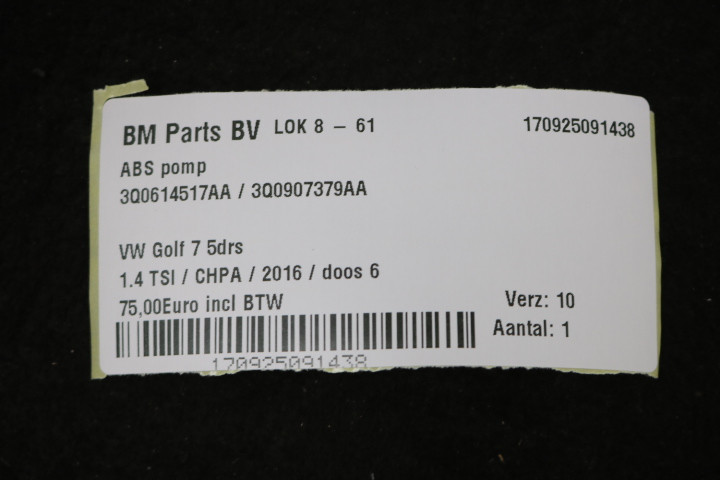 BM Parts BV LOK 8 - 61 170925091438
ABS pomp
3Q0614517AA / 3Q0907379AA
VW Golf 7 5drs
1.4 TSI / CHPA / 2016 / doos 6
75,00Euro incl BTW
Verz: 10
Aantal: 1
170925091438